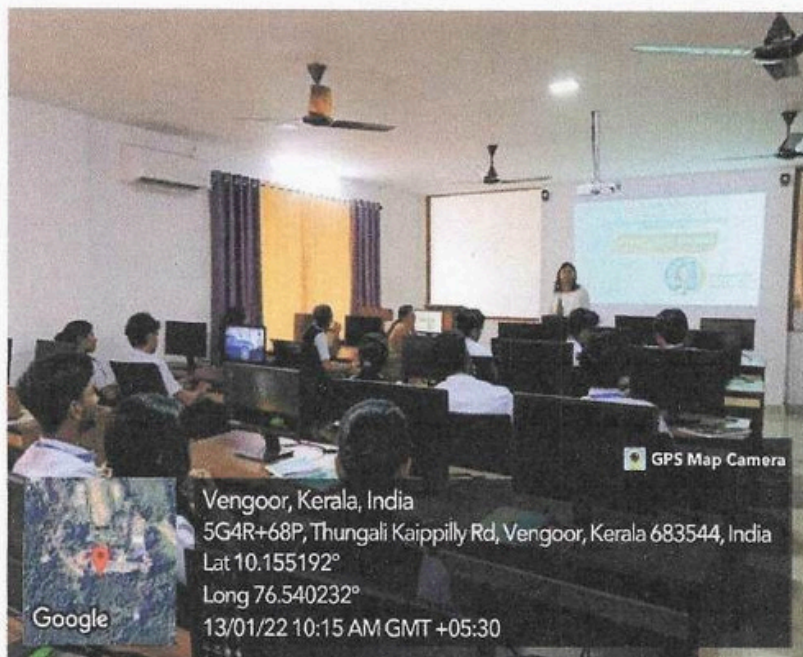 GPS Map Camera
Vengoor, Kerala, India
5G4R+68P, Thungali Kaippilly Rd, Vengoor, Kerala 683544, India
Lat 10.155192°
Long 76.540232°
13/01/22 10:15 AM GMT +05:30
Google